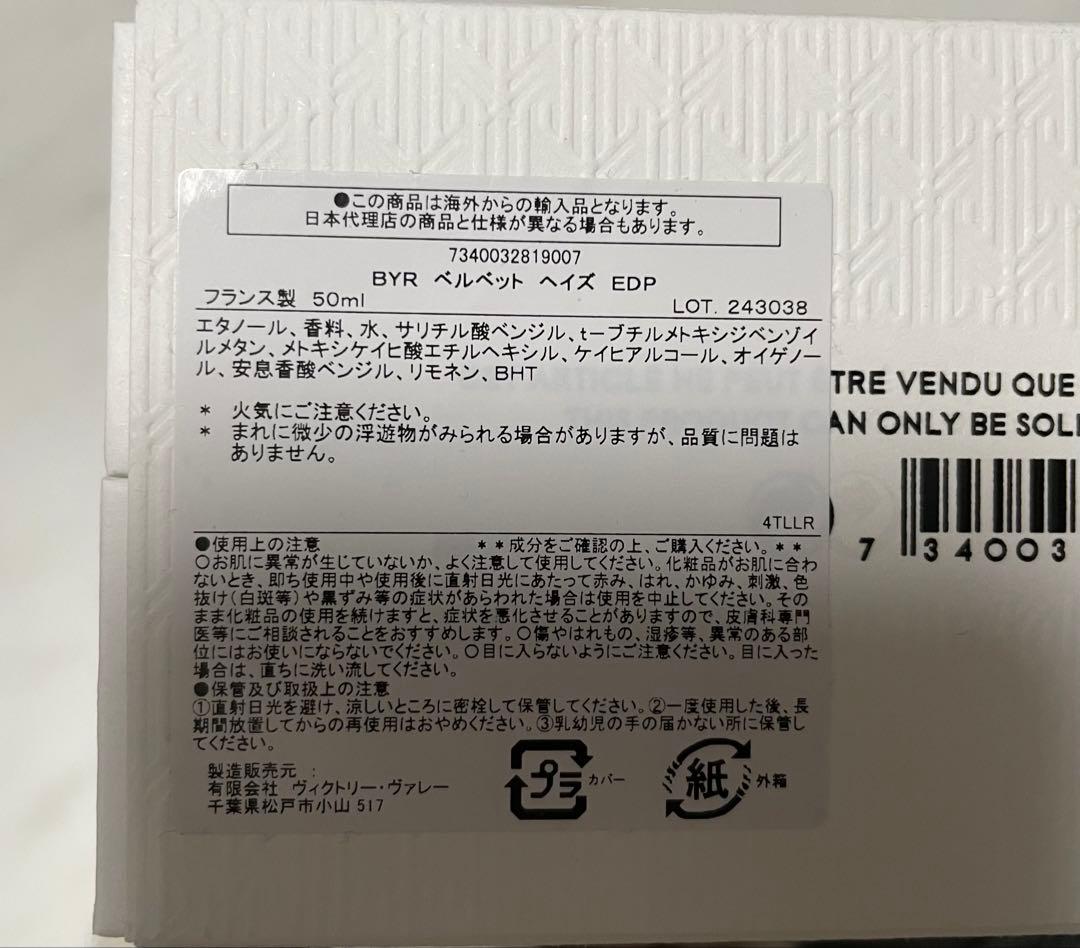 ●この商品は海外からの輸入品となります。
日本代理店の商品と仕様が異なる場合もあります。
7340032819007
BYR ベルベット ヘイズ EDP
フランス製 50ml LOT. 243038
エタノール、香料、水、サリチル酸ベンジル、t-ブチルメトキシジベンゾイ
ルメタン、メトキシケイヒ酸エチルヘキシル、ケイヒアルコール、オイゲノー
ル、安息香酸ベンジル、リモネン、BHT
* 火気にご注意ください。
* まれに微少の浮遊物がみられる場合がありますが、品質に問題は
ありません。
4TLLR
●使用上の注意 **成分をご確認の上、ご購入ください。**
○お肌に異常が生じていないか、よく注意して使用してください。化粧品がお肌に合わ
ないとき、即ち使用中や使用後に直射日光にあたって赤み、はれ、かゆみ、刺激、色
抜け(白斑等)や黒ずみ等の症状があらわれた場合は使用を中止してください。その
まま化粧品の使用を続けますと、症状を悪化させることがありますので、皮膚科専門
医等にご相談されることをおすすめします。○傷やはれもの、湿疹等、異常のある部
位にはお使いにならないでください。○目に入らないようにご注意ください。目に入った
場合は、直ちに洗い流してください。
●保管及び取扱上の注意
①直射日光を避け、涼しいところに密栓して保管してください。②一度使用した後、長
期間放置してからの再使用はおやめください。③乳幼児の手の届かない所に保管し
てください。
製造販売元 :
有限会社 ヴィクトリー・ヴァレー
千葉県松戸市小山 517
プラ カバー
紙 外箱
ARTICLE NE PEUT ÊTRE VENDU QUE
THIS PRODUCT CAN ONLY BE SOL
7 34003